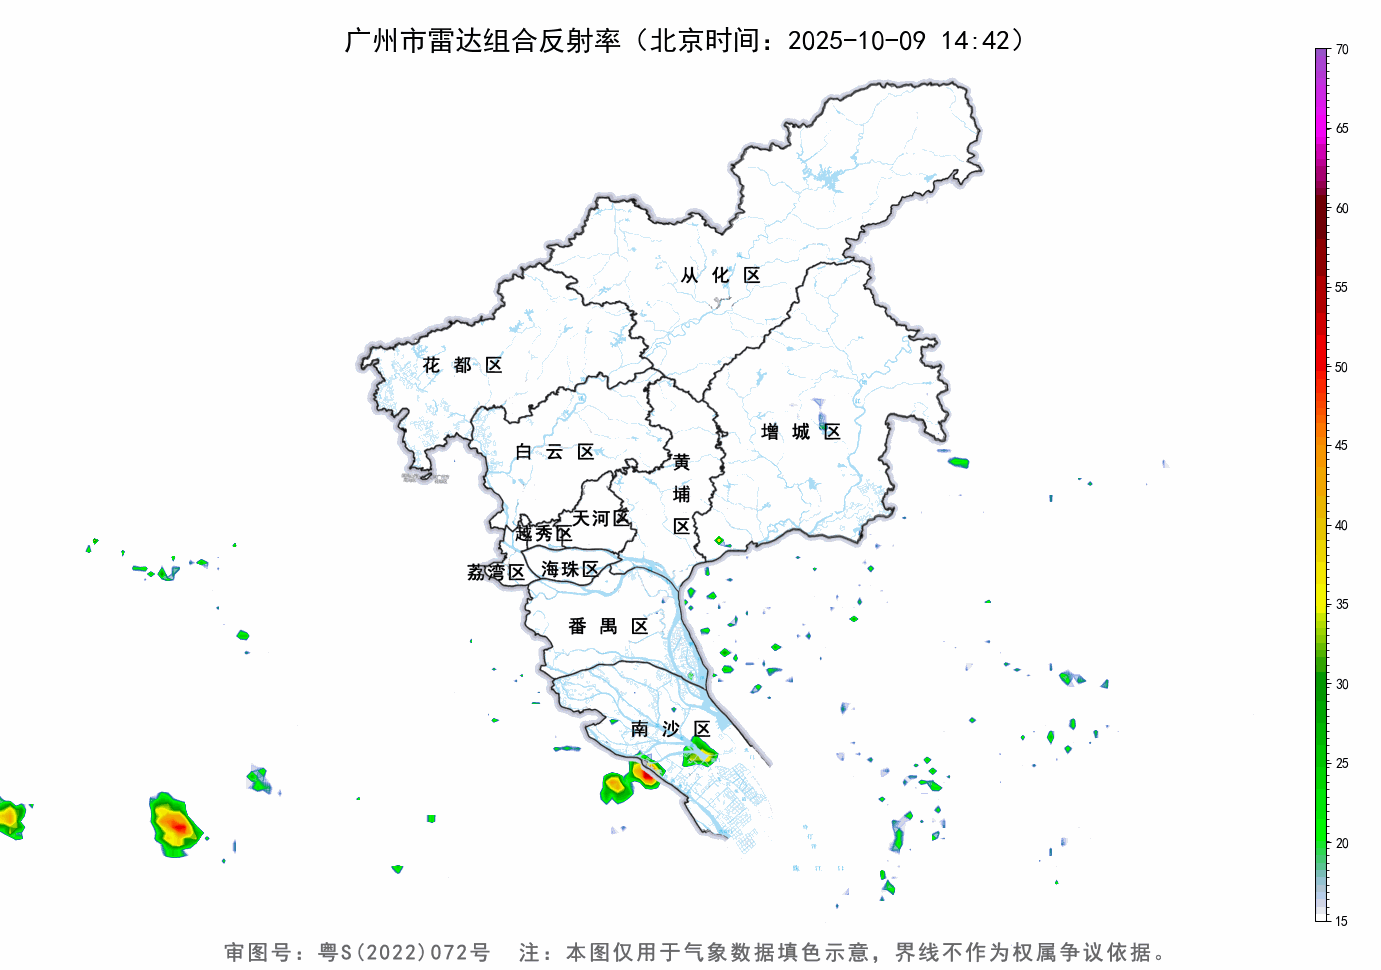 广州市雷达组合反射率（北京时间：2025-10-09 14:42）
70
65
60
55
50
45
40
35
30
25
20
15
从化区
花都区
增城区
白云区
黄埔区
天河区
越秀区
海珠区
荔湾区
番禺区
南沙区
审图号：粤S(2022)072号 注：本图仅用于气象数据填色示意，界线不作为权属争议依据。